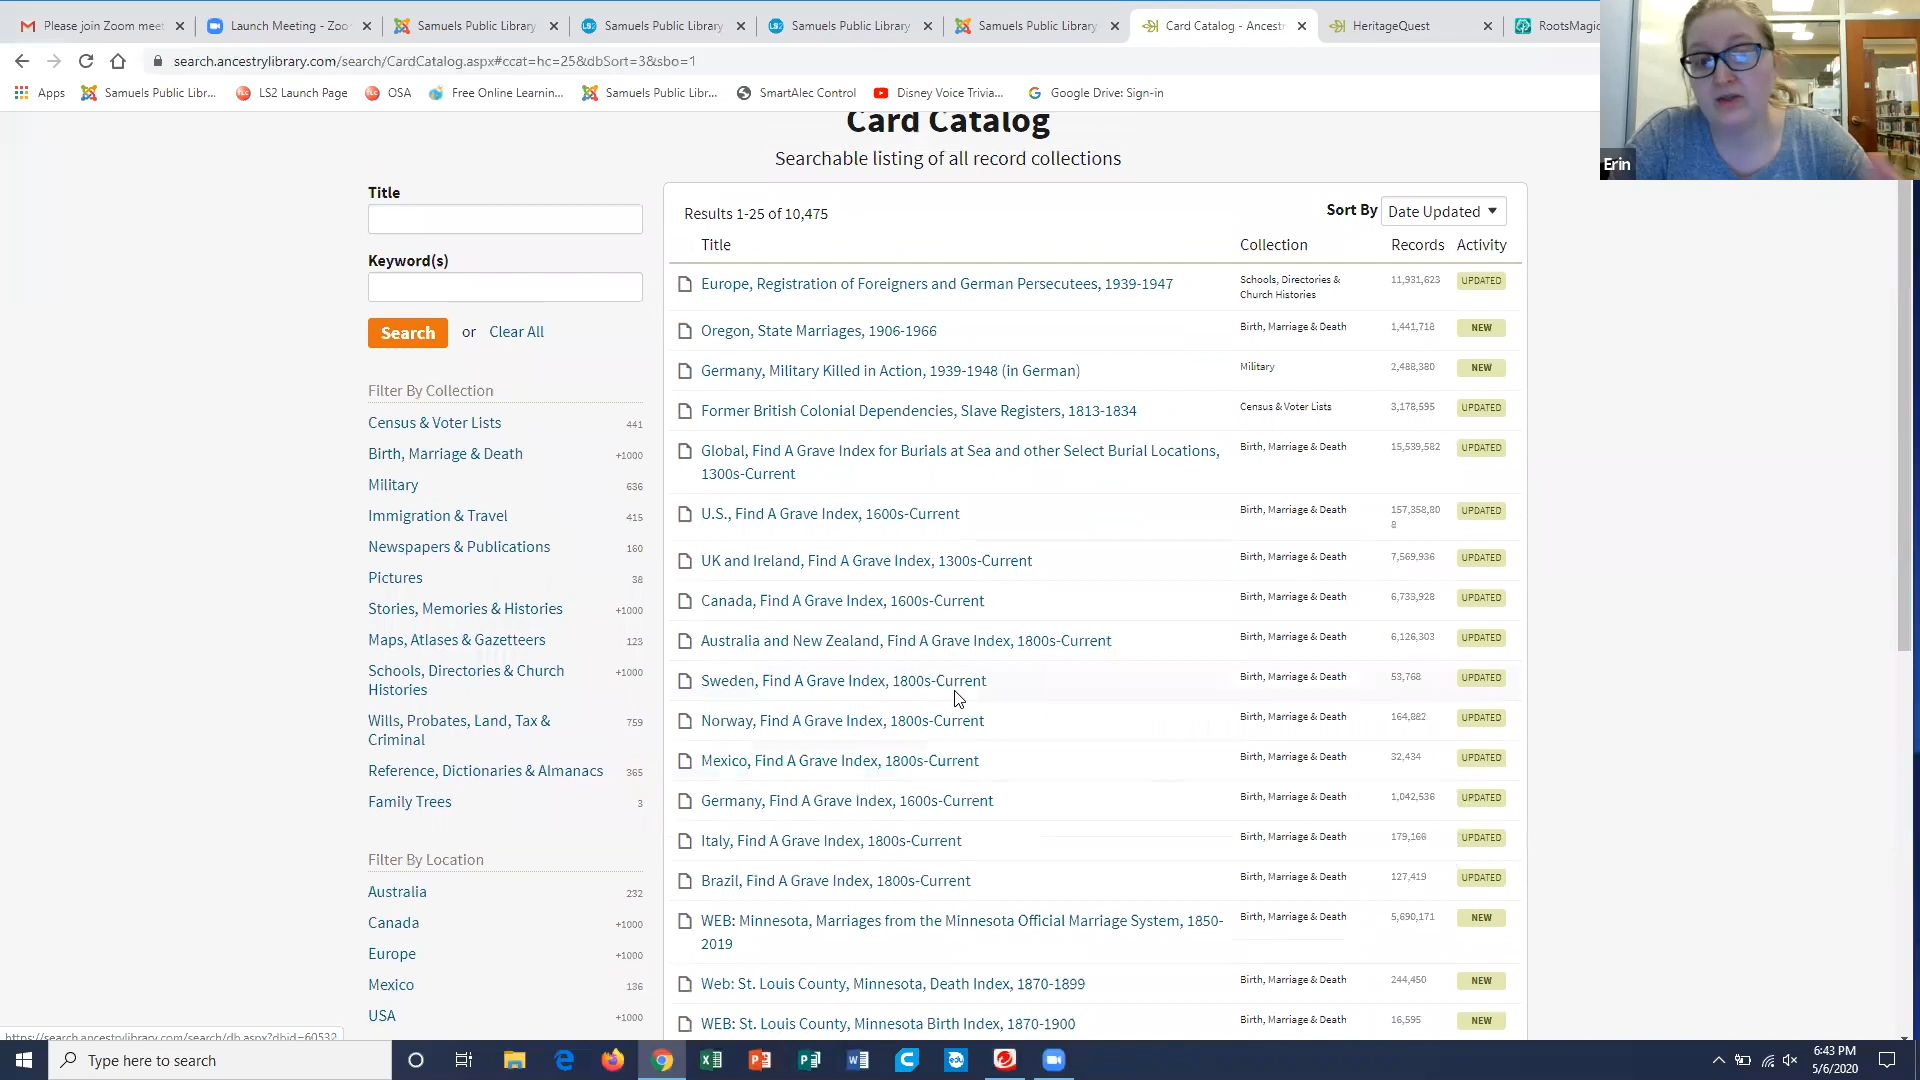 Please join Zoom meet
Launch Meeting - Zoo
Samuels Public Library
Samuels Public Library
Samuels Public Library
Samuels Public Library
Card Catalog - Ancestr
HeritageQuest
RootsMagic
search.ancestrylibrary.com/search/CardCatalog.aspx#ccat=hc=25&dbSort=3&sbo=1
Apps
Samuels Public Libr...
LS2 Launch Page
OSA
Free Online Learnin...
Samuels Public Libr...
SmartAlec Control
Disney Voice Trivia...
Google Drive: Sign-in
Erin
Card Catalog
Searchable listing of all record collections
Title
Keyword(s)
Search or Clear All
Filter By Collection
Census & Voter Lists 441
Birth, Marriage & Death +1000
Military 636
Immigration & Travel 415
Newspapers & Publications 160
Pictures 38
Stories, Memories & Histories +1000
Maps, Atlases & Gazetteers 123
Schools, Directories & Church +1000
Histories
Wills, Probates, Land, Tax & 759
Criminal
Reference, Dictionaries & Almanacs 365
Family Trees 3
Filter By Location
Australia 232
Canada +1000
Europe +1000
Mexico 136
USA +1000
Results 1-25 of 10,475
Sort By Date Updated
Title Collection Records Activity
Europe, Registration of Foreigners and German Persecutees, 1939-1947 Schools, Directories & 11,931,623 UPDATED
Church Histories
Oregon, State Marriages, 1906-1966 Birth, Marriage & Death 1,441,718 NEW
Germany, Military Killed in Action, 1939-1948 (in German) Military 2,488,380 NEW
Former British Colonial Dependencies, Slave Registers, 1813-1834 Census & Voter Lists 3,178,595 UPDATED
Global, Find A Grave Index for Burials at Sea and other Select Burial Locations, Birth, Marriage & Death 15,539,582 UPDATED
1300s-Current
U.S., Find A Grave Index, 1600s-Current Birth, Marriage & Death 157,358,80 UPDATED
8
UK and Ireland, Find A Grave Index, 1300s-Current Birth, Marriage & Death 7,569,936 UPDATED
Canada, Find A Grave Index, 1600s-Current Birth, Marriage & Death 6,733,928 UPDATED
Australia and New Zealand, Find A Grave Index, 1800s-Current Birth, Marriage & Death 6,126,303 UPDATED
Sweden, Find A Grave Index, 1800s-Current Birth, Marriage & Death 53,768 UPDATED
Norway, Find A Grave Index, 1800s-Current Birth, Marriage & Death 164,882 UPDATED
Mexico, Find A Grave Index, 1800s-Current Birth, Marriage & Death 32,434 UPDATED
Germany, Find A Grave Index, 1600s-Current Birth, Marriage & Death 1,042,536 UPDATED
Italy, Find A Grave Index, 1800s-Current Birth, Marriage & Death 179,166 UPDATED
Brazil, Find A Grave Index, 1800s-Current Birth, Marriage & Death 127,419 UPDATED
WEB: Minnesota, Marriages from the Minnesota Official Marriage System, 1850- Birth, Marriage & Death 5,690,171 NEW
2019
Web: St. Louis County, Minnesota, Death Index, 1870-1899 Birth, Marriage & Death 244,450 NEW
WEB: St. Louis County, Minnesota Birth Index, 1870-1900 Birth, Marriage & Death 16,595 NEW
https://search.ancestrylibrary.com/search/db.aspx?dbid=60532
Type here to search
6:43 PM
5/6/2020